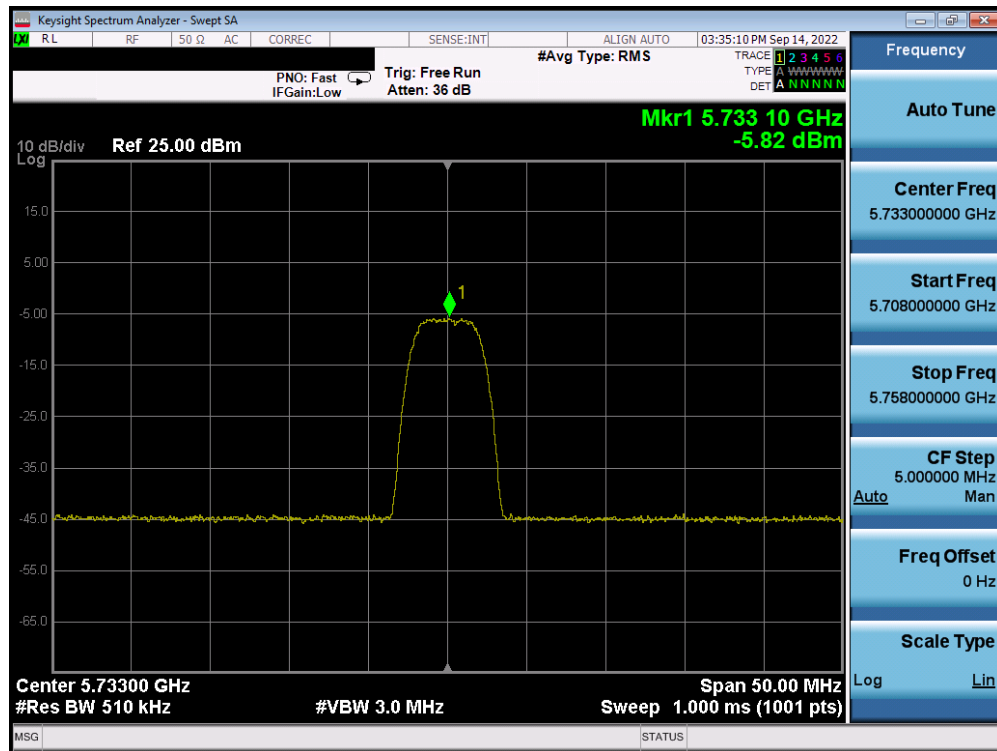 Keysight Spectrum Analyzer - Swept SA
LXI RL RF 50 Ω AC CORREC SENSE:INT ALIGN AUTO 03:35:10 PM Sep 14, 2022
#Avg Type: RMS
TRACE 1 2 3 4 5 6
PNO: Fast Trig: Free Run
TYPE A WWWWW
IFGain:Low Atten: 36 dB
DET A N N N N N
Mkr1 5.733 10 GHz
-5.82 dBm
10 dB/div Ref 25.00 dBm
Log
15.0
5.00
1
-5.00
-15.0
-25.0
-35.0
-45.0
-55.0
-65.0
Center 5.73300 GHz Span 50.00 MHz
#Res BW 510 kHz #VBW 3.0 MHz Sweep 1.000 ms (1001 pts)
MSG STATUS
Frequency
Auto Tune
Center Freq
5.733000000 GHz
Start Freq
5.708000000 GHz
Stop Freq
5.758000000 GHz
CF Step
5.000000 MHz
Auto Man
Freq Offset
0 Hz
Scale Type
Log Lin